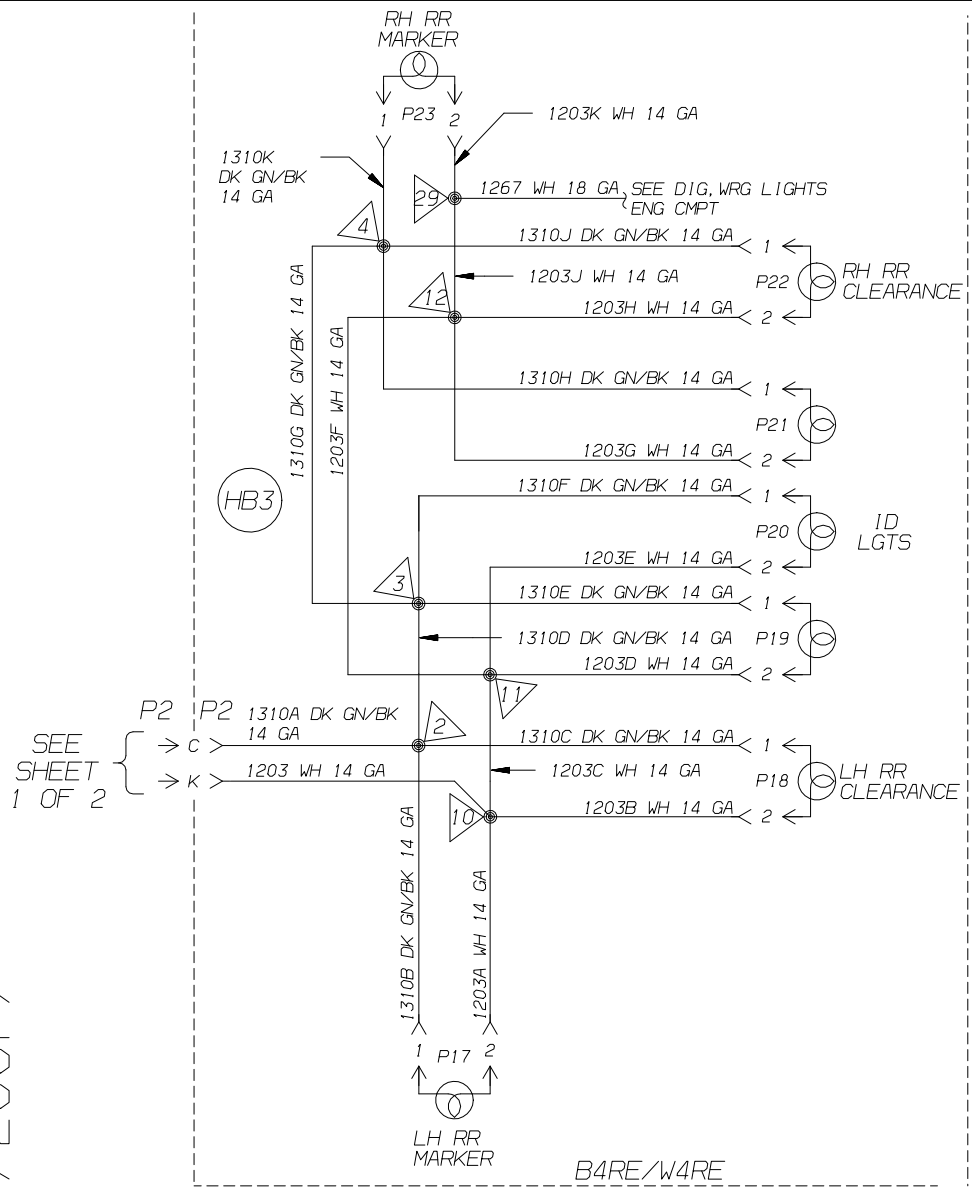 RH RR
MARKER
1 P23 2
1203K WH 14 GA
1310K
DK GN/BK
14 GA
29
1267 WH 18 GA
SEE DIG, WRG LIGHTS
ENG CMPT
4
1310J DK GN/BK 14 GA
1
P22
RH RR
CLEARANCE
1203J WH 14 GA
12
1203H WH 14 GA
2
1310G DK GN/BK 14 GA
1203F WH 14 GA
1310H DK GN/BK 14 GA
1
P21
1203G WH 14 GA
2
HB3
1310F DK GN/BK 14 GA
1
P20
ID
LGTS
1203E WH 14 GA
2
3
1310E DK GN/BK 14 GA
1
1310D DK GN/BK 14 GA
P19
1203D WH 14 GA
2
11
P2 P2
1310A DK GN/BK
14 GA
2
SEE
SHEET
1 OF 2
C
K
1310C DK GN/BK 14 GA
1
1203 WH 14 GA
1203C WH 14 GA
P18
LH RR
CLEARANCE
10
1203B WH 14 GA
2
1310B DK GN/BK 14 GA
1203A WH 14 GA
1 P17 2
LH RR
MARKER
B4RE/W4RE